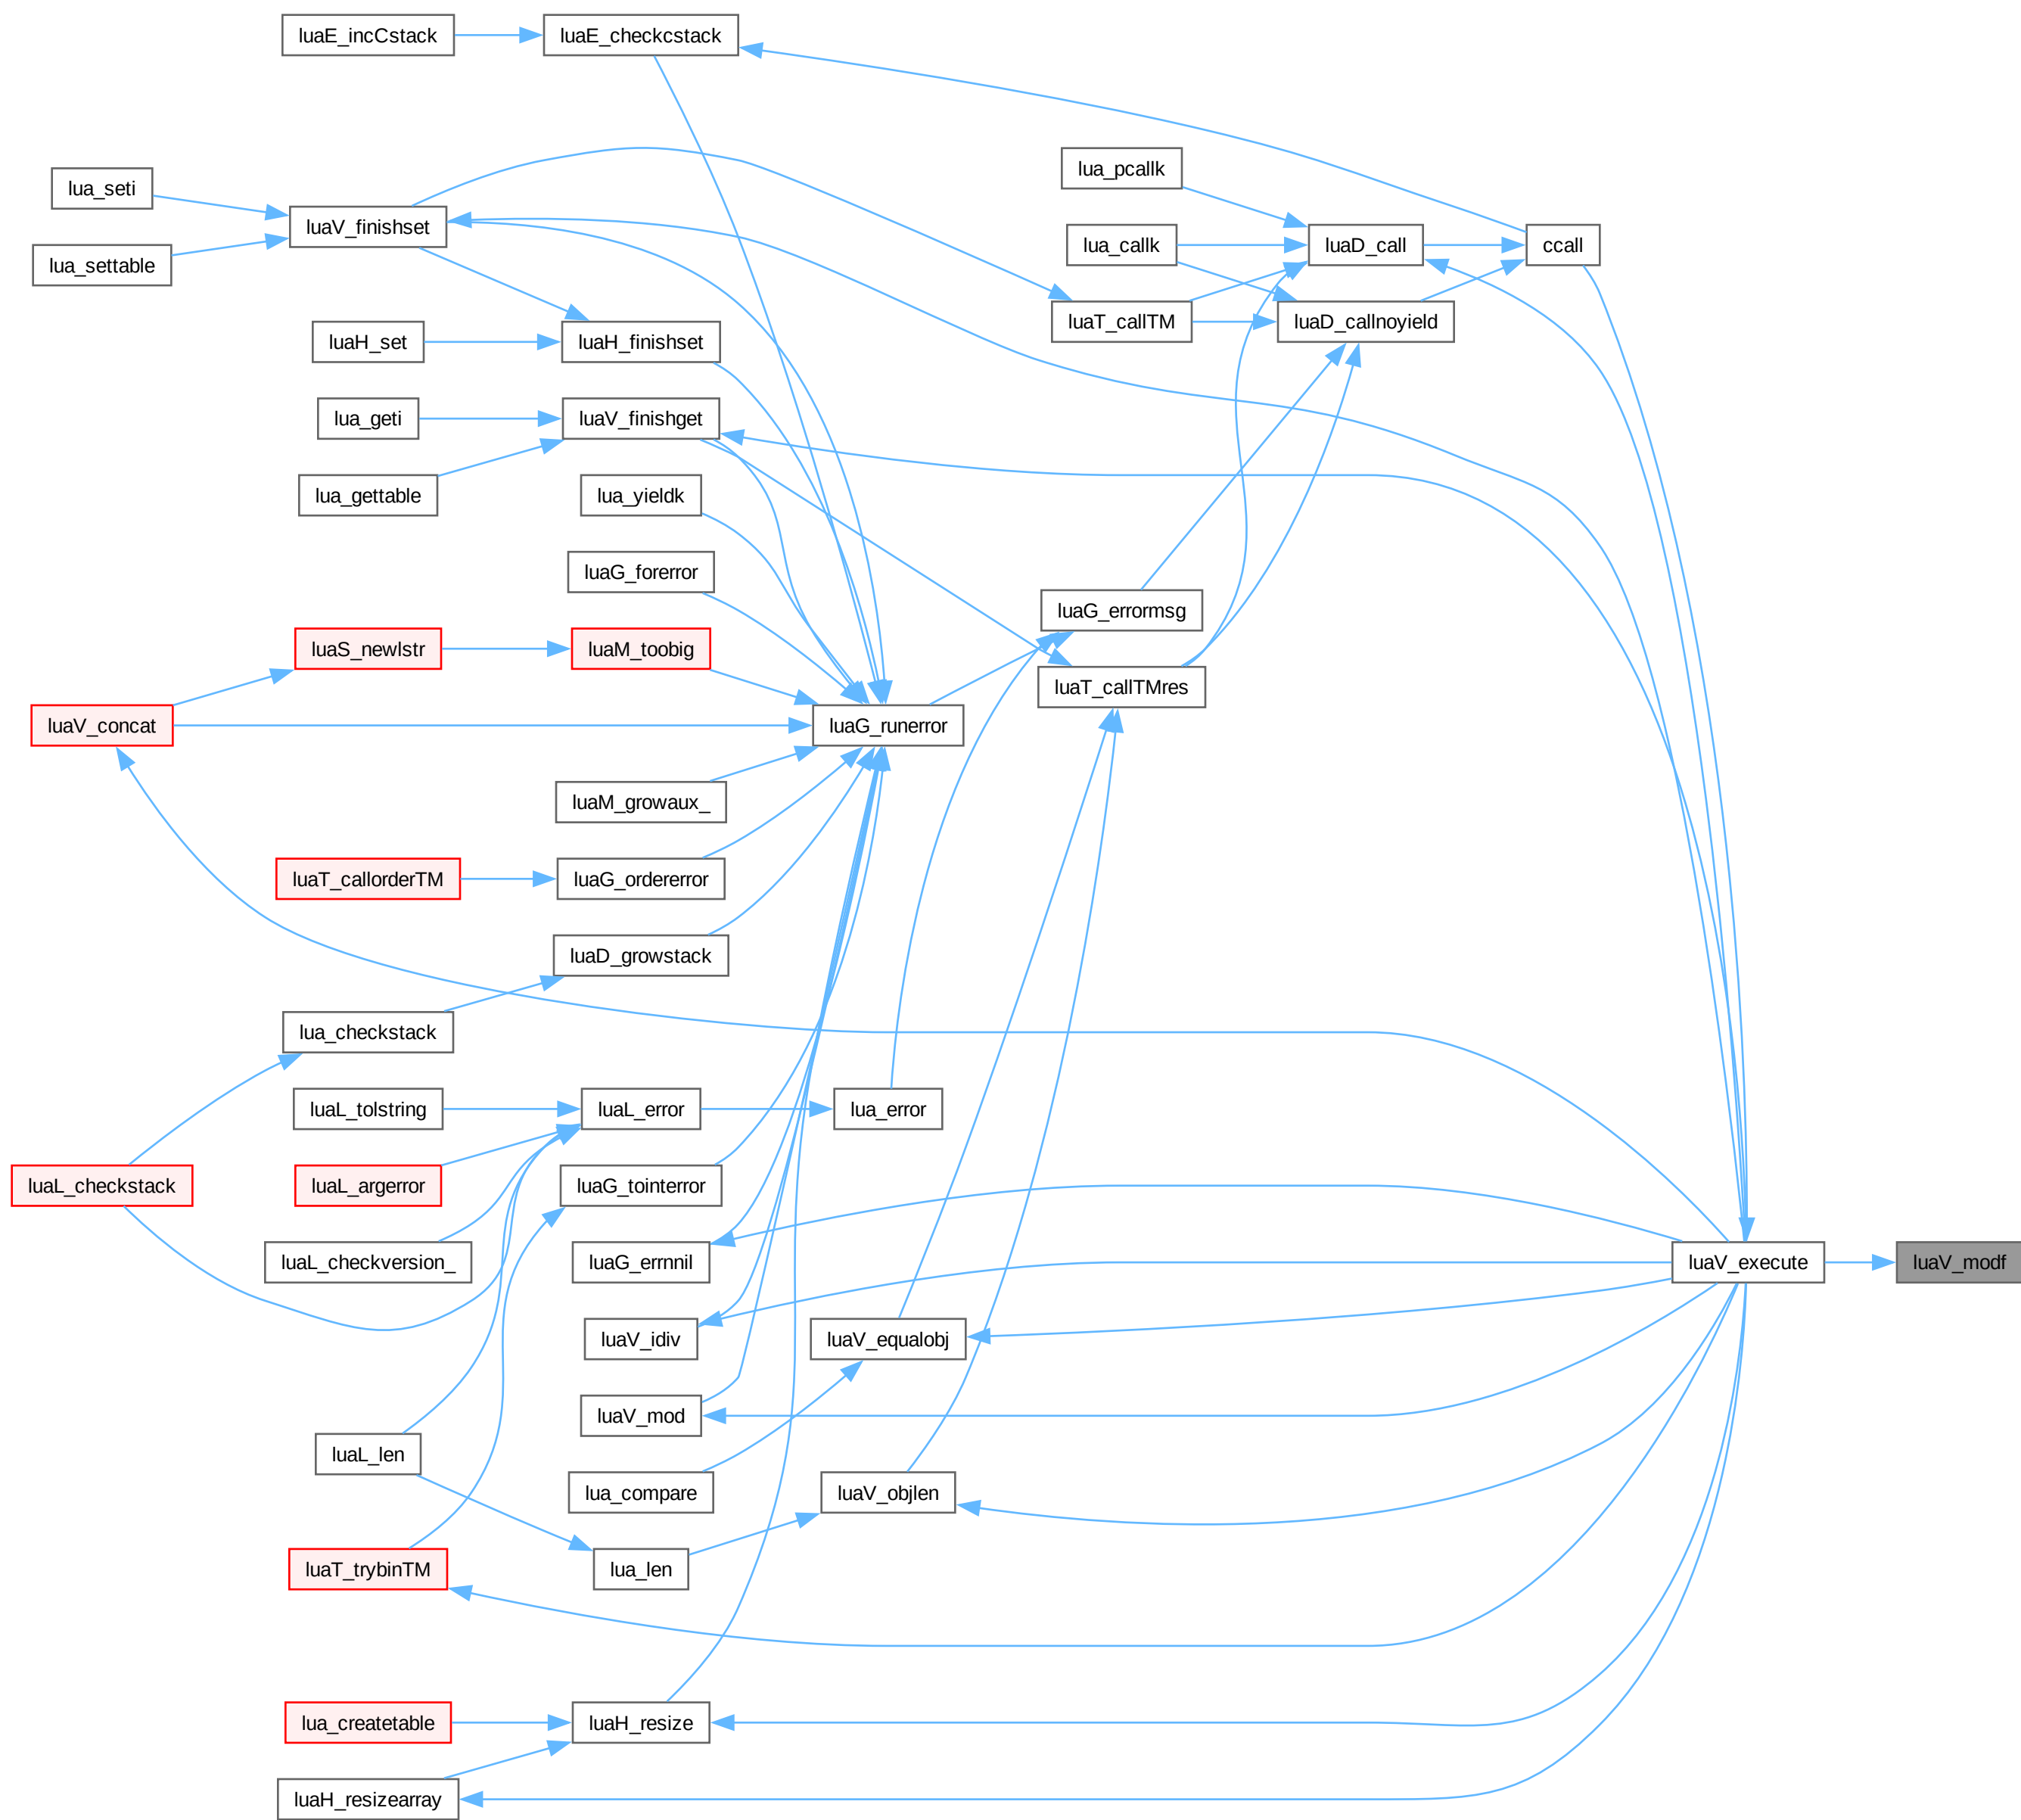 luaE_incCstack
luaE_checkcstack
lua_pcallk
lua_seti
luaV_finishset
lua_callk
luaD_call
ccall
lua_settable
luaT_callTM
luaD_callnoyield
luaH_set
luaH_finishset
lua_geti
luaV_finishget
lua_gettable
lua_yieldk
luaG_forerror
luaG_errormsg
luaS_newlstr
luaM_toobig
luaT_callTMres
luaV_concat
luaG_runerror
luaM_growaux_
luaT_callorderTM
luaG_ordererror
luaD_growstack
lua_checkstack
luaL_tolstring
luaL_error
lua_error
luaL_checkstack
luaL_argerror
luaG_tointerror
luaL_checkversion_
luaG_errnnil
luaV_execute
luaV_modf
luaV_idiv
luaV_equalobj
luaV_mod
luaL_len
lua_compare
luaV_objlen
luaT_trybinTM
lua_len
lua_createtable
luaH_resize
luaH_resizearray